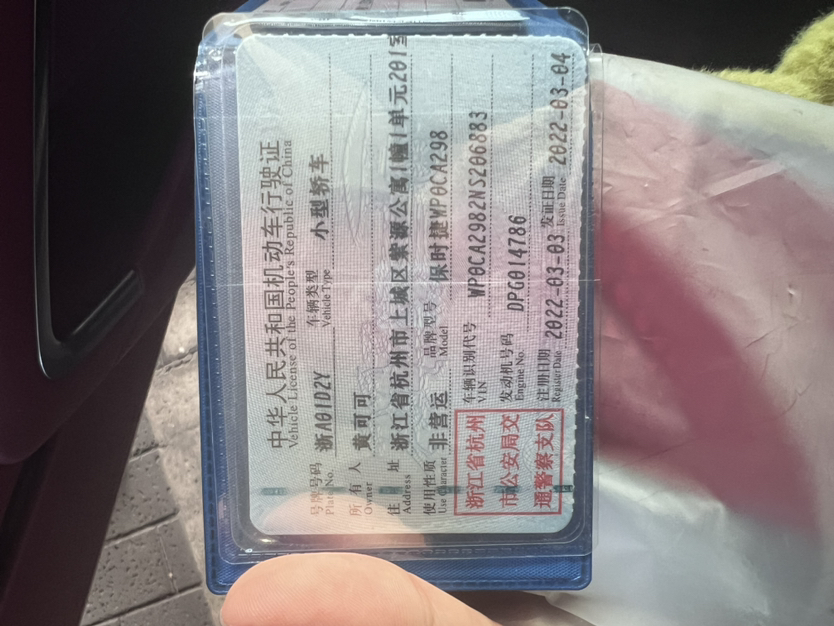 中华人民共和国机动车行驶证
Vehicle License of the People's Republic of China
号牌号码 浙A01D2Y 车辆类型 小型轿车
Plate No. Vehicle Type
所有人 黄可可
Owner
住址 浙江省杭州市上城区紫源公寓1幢1单元201室
Address
使用性质 非营运 品牌型号 保时捷WP0CA298
Use Character Model
浙江省杭州
市公安局交
通警察支队
车辆识别代号 WP0CA2982NS206883
VIN
发动机号码 DPG014786
Engine No.
注册日期 2022-03-03 发证日期 2022-03-04
Register Date Issue Date